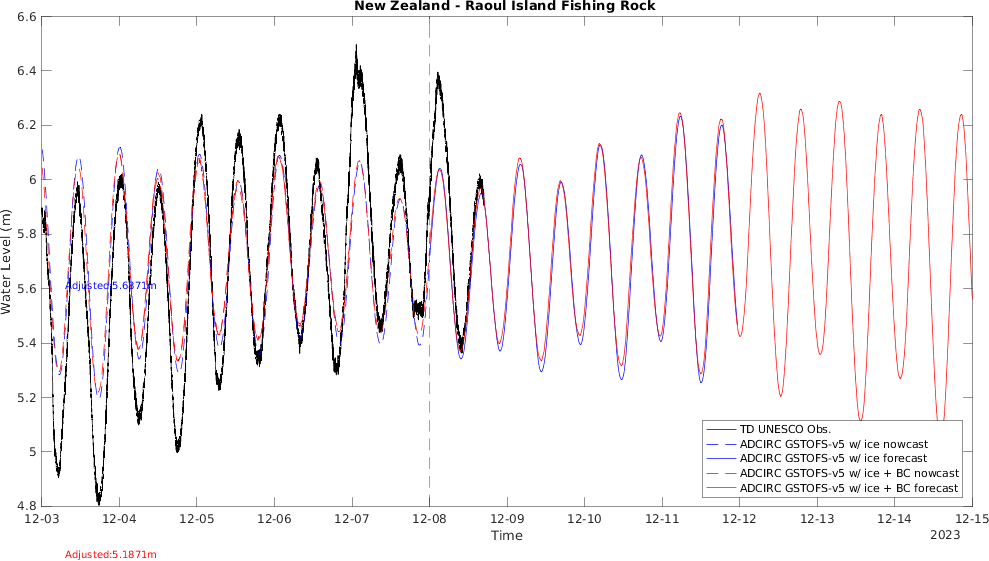 New Zealand - Raoul Island Fishing Rock
6.6
6.4
6.2
6
5.8
5.6
5.4
5.2
5
4.8
Water Level (m)
Adjusted:5.6371m
TD UNESCO Obs.
ADCIRC GSTOFS-v5 w/ ice nowcast
ADCIRC GSTOFS-v5 w/ ice forecast
ADCIRC GSTOFS-v5 w/ ice + BC nowcast
ADCIRC GSTOFS-v5 w/ ice + BC forecast
12-03 12-04 12-05 12-06 12-07 12-08 12-09 12-10 12-11 12-12 12-13 12-14 12-15
Time
2023
Adjusted:5.1871m